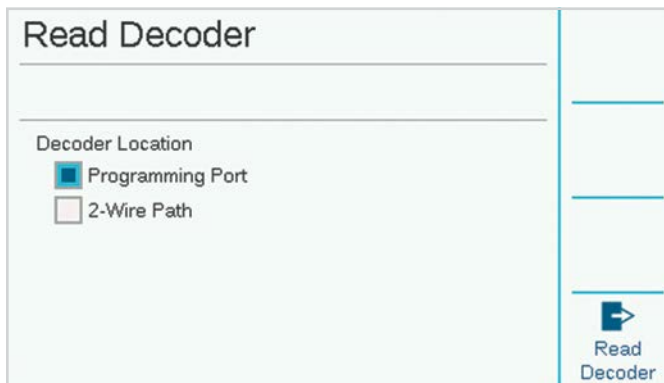 Read Decoder
Decoder Location
Programming Port
2-Wire Path
Read
Decoder